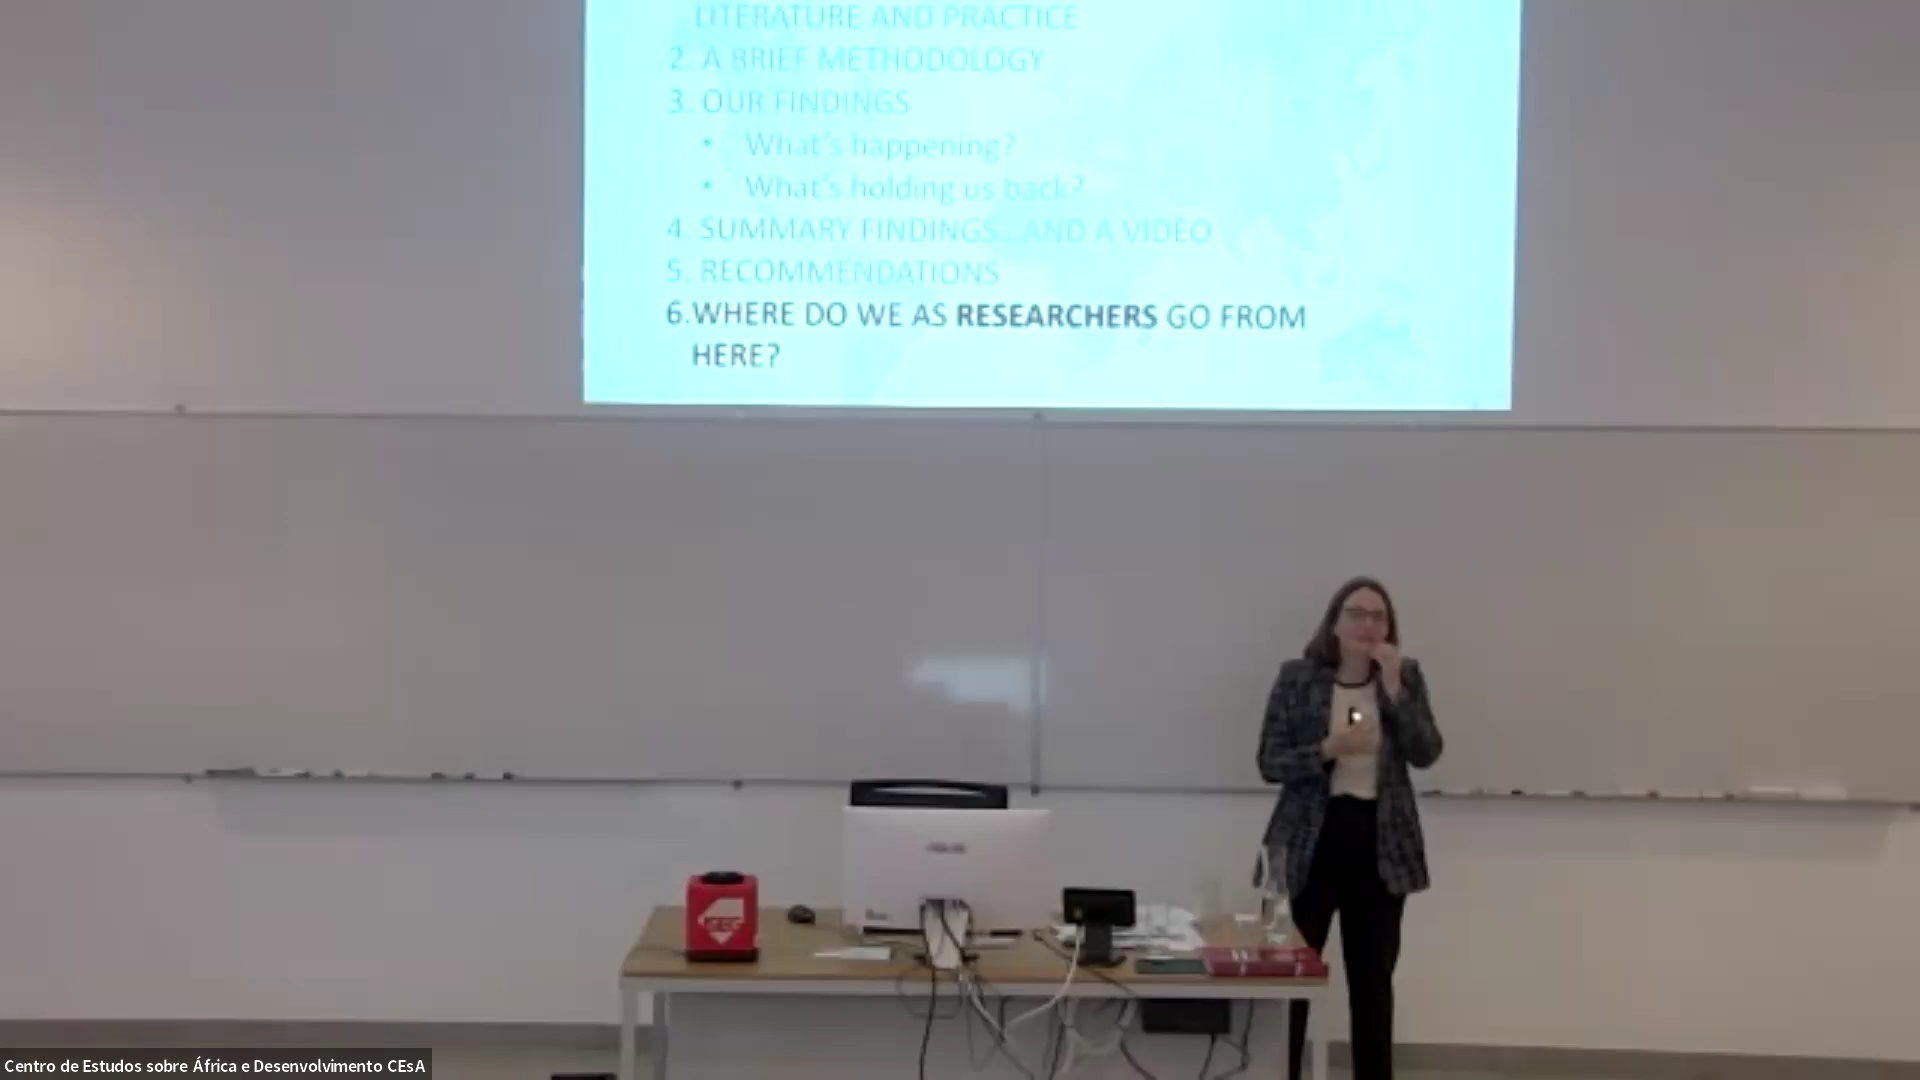 LITERATURE AND PRACTICE
2. A BRIEF METHODOLOGY
3. OUR FINDINGS
• What's happening?
• What's holding us back?
4. SUMMARY FINDINGS...AND A VIDEO
5. RECOMMENDATIONS
6.WHERE DO WE AS RESEARCHERS GO FROM
HERE?
ASUS
Centro de Estudos sobre África e Desenvolvimento CEsA